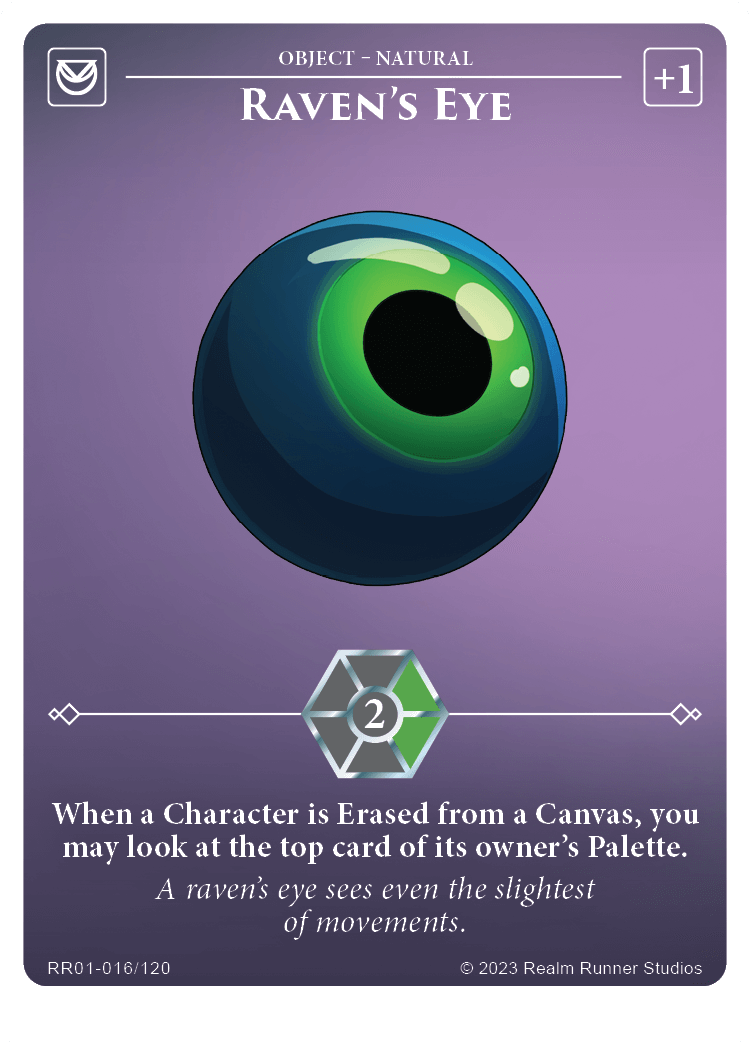 OBJECT – NATURAL
+1
RAVEN'S EYE
2
When a Character is Erased from a Canvas, you
may look at the top card of its owner's Palette.
A raven's eye sees even the slightest
of movements.
RR01-016/120
© 2023 Realm Runner Studios